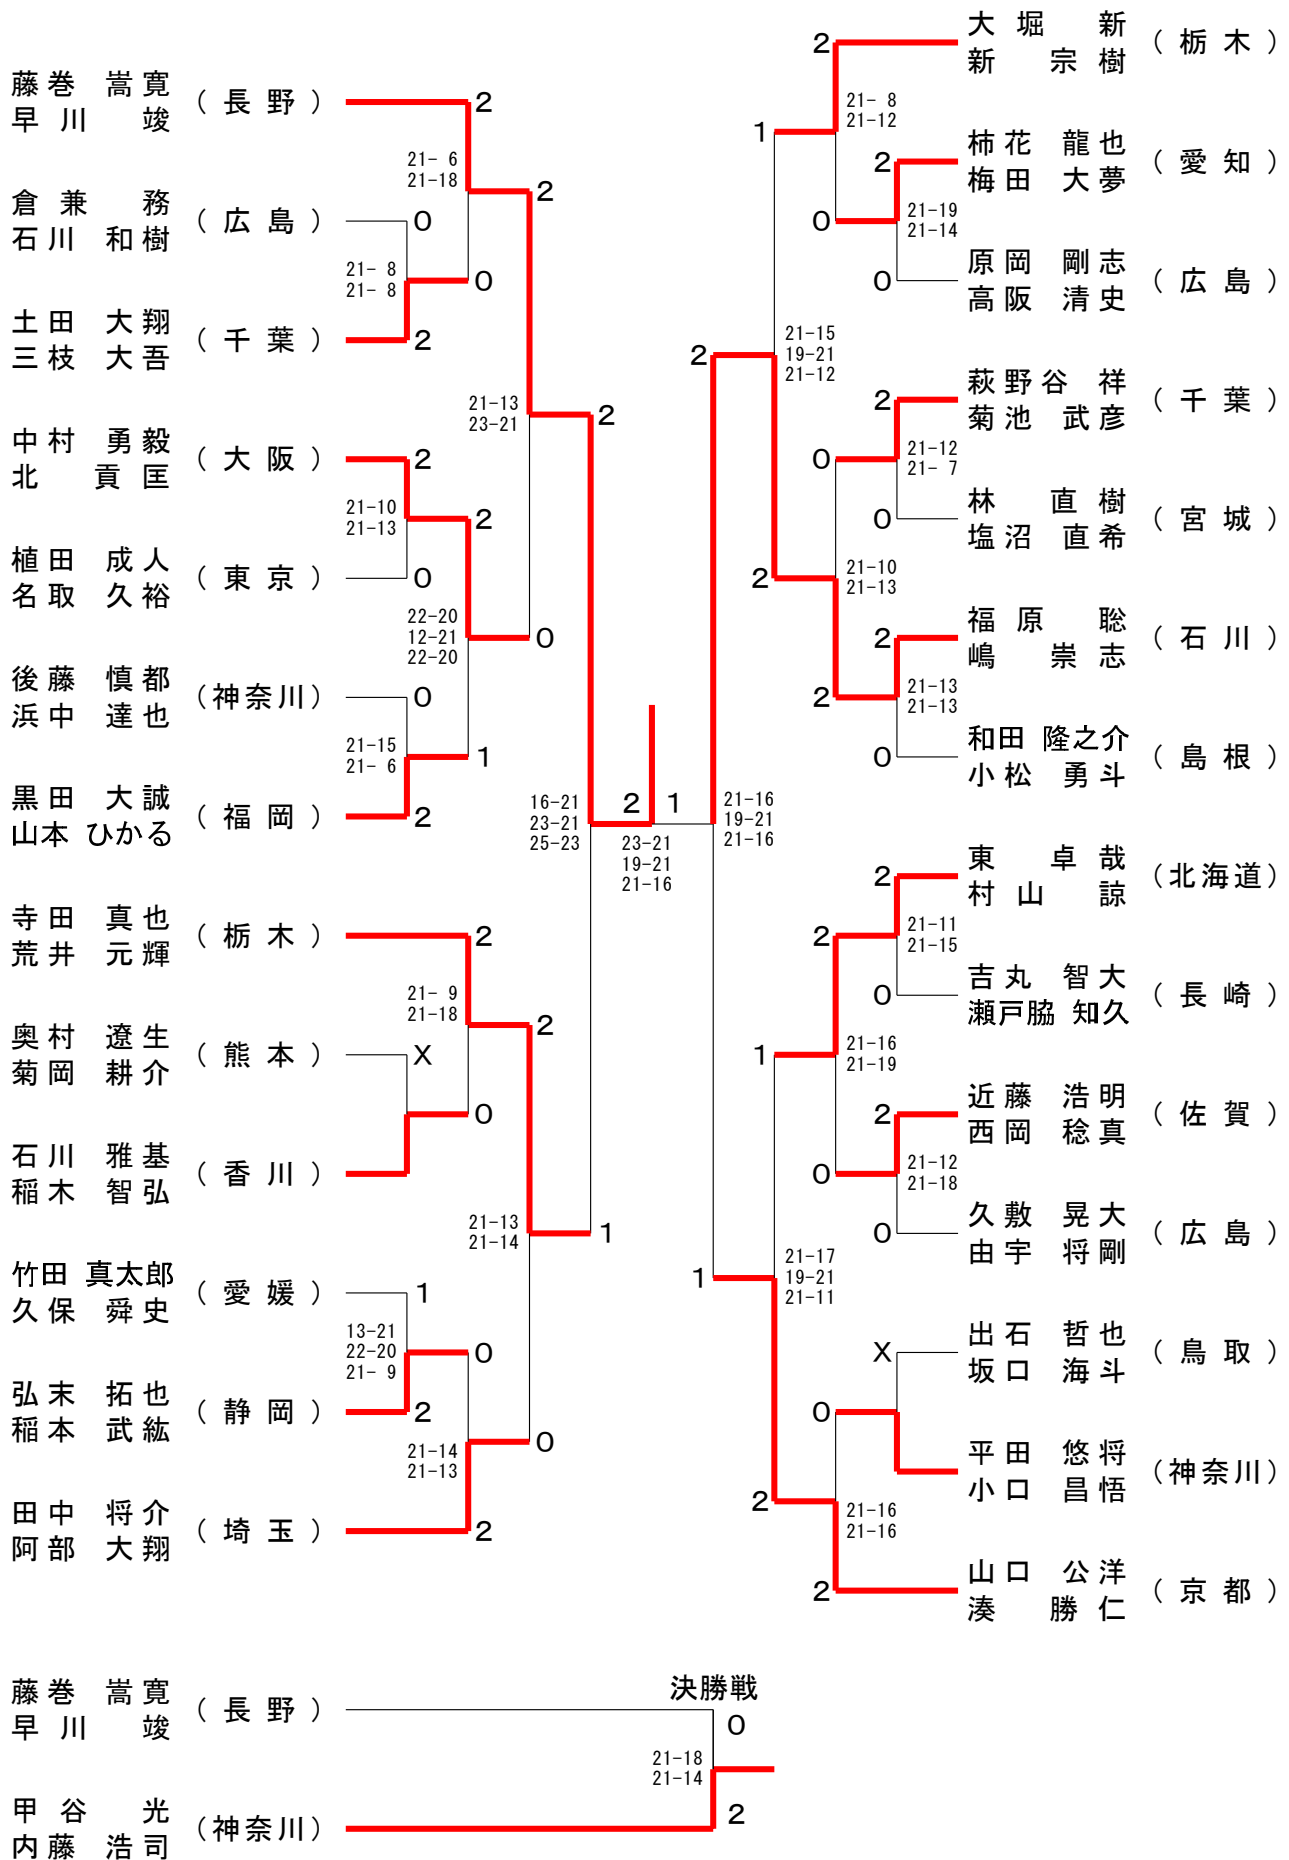 藤巻 嵩寛
早川 竣
(長野)
2
21- 6
21-18
2
倉兼 務
石川 和樹
(広島)
0
21- 8
21- 8
0
土田 大翔
三枝 大吾
(千葉)
2
21-13
23-21
2
中村 勇毅
北 貢匡
(大阪)
2
21-10
21-13
2
植田 成人
名取 久裕
(東京)
0
22-20
12-21
22-20
0
後藤 慎都
浜中 達也
(神奈川)
0
21-15
21- 6
1
黒田 大誠
山本 ひかる
(福岡)
2
16-21
23-21
25-23
寺田 真也
荒井 元輝
(栃木)
2
21- 9
21-18
2
奥村 遼生
菊岡 耕介
(熊本)
X
0
石川 雅基
稲木 智弘
(香川)
21-13
21-14
1
竹田 真太郎
久保 舜史
(愛媛)
1
13-21
22-20
21- 9
0
弘末 拓也
稲本 武紘
(静岡)
2
21-14
21-13
0
田中 将介
阿部 大翔
(埼玉)
2
2 1
23-21
19-21
21-16
2
大堀 新
新 宗樹
(栃木)
1
21- 8
21-12
2
柿花 龍也
梅田 大夢
(愛知)
0
21-19
21-14
0
原岡 剛志
高阪 清史
(広島)
2
21-15
19-21
21-12
2
萩野谷 祥
菊池 武彦
(千葉)
0
21-12
21- 7
0
林 直樹
塩沼 直希
(宮城)
2
21-10
21-13
2
福原 聡
嶋 崇志
(石川)
2
21-13
21-13
0
和田 隆之介
小松 勇斗
(島根)
21-16
19-21
21-16
2
東 卓哉
村山 諒
(北海道)
2
21-11
21-15
0
吉丸 智大
瀬戸脇 知久
(長崎)
1
21-16
21-19
2
近藤 浩明
西岡 稔真
(佐賀)
0
21-12
21-18
0
久敷 晃大
由宇 将剛
(広島)
1
21-17
19-21
21-11
X
出石 哲也
坂口 海斗
(鳥取)
0
平田 悠将
小口 昌悟
(神奈川)
2
21-16
21-16
2
山口 公洋
湊 勝仁
(京都)
決勝戦
藤巻 嵩寛
早川 竣
(長野)
0
21-18
21-14
甲谷 光
内藤 浩司
(神奈川)
2